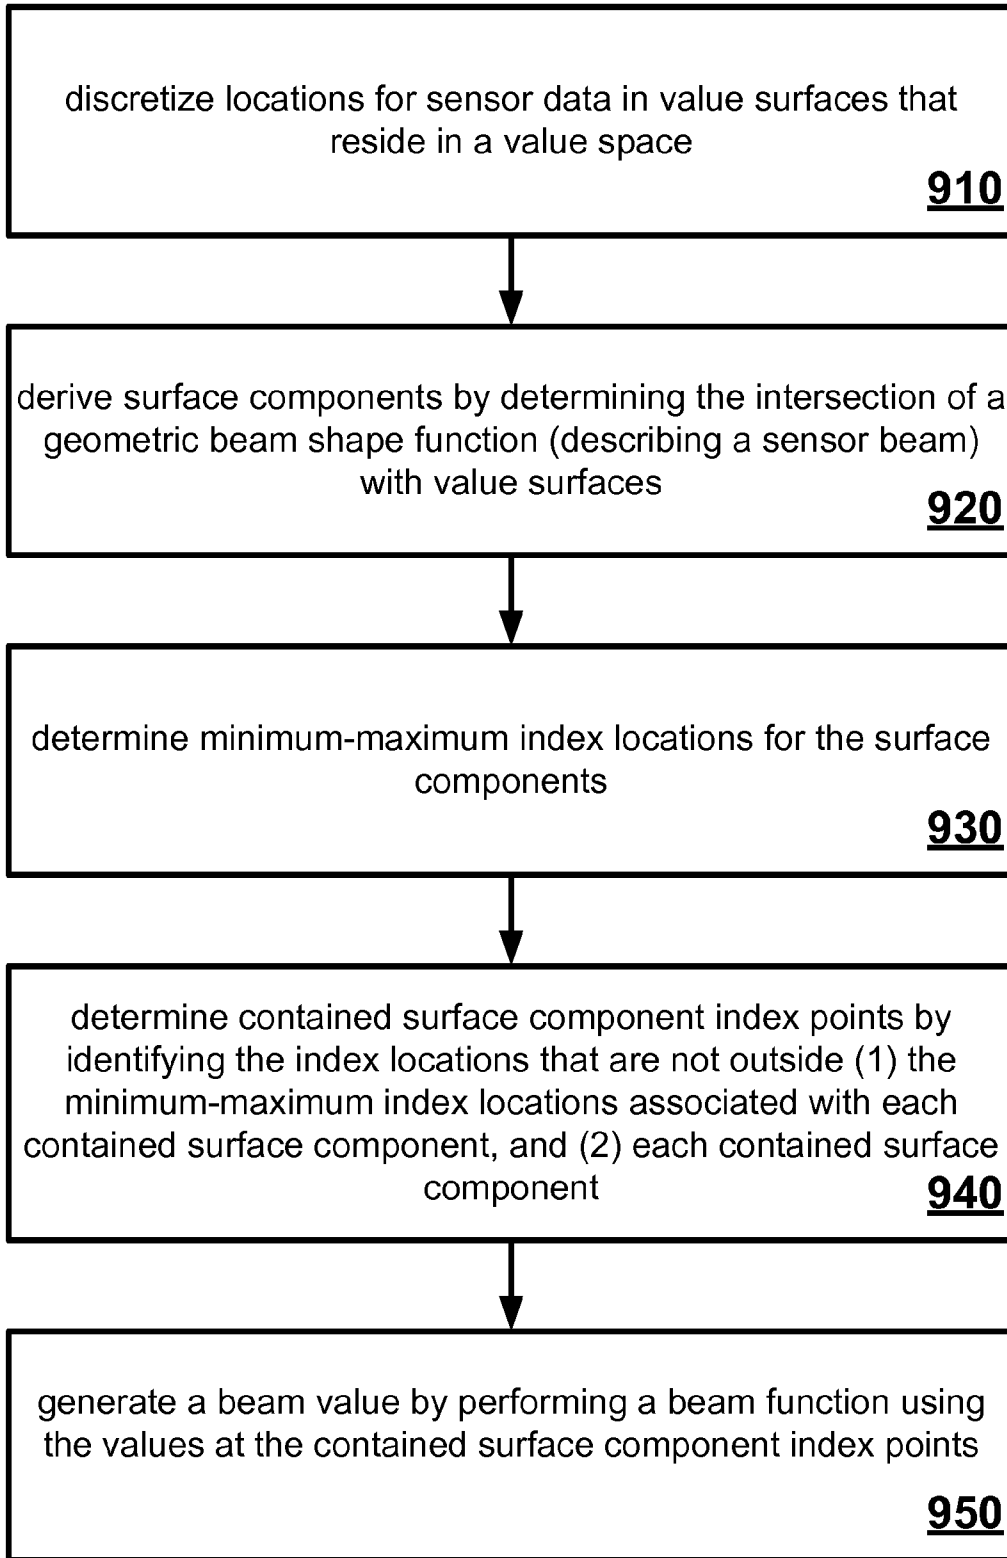 discretize locations for sensor data in value surfaces that
reside in a value space
910
derive surface components by determining the intersection of a
geometric beam shape function (describing a sensor beam)
with value surfaces
920
determine minimum-maximum index locations for the surface
components
930
determine contained surface component index points by
identifying the index locations that are not outside (1) the
minimum-maximum index locations associated with each
contained surface component, and (2) each contained surface
component
940
generate a beam value by performing a beam function using
the values at the contained surface component index points
950